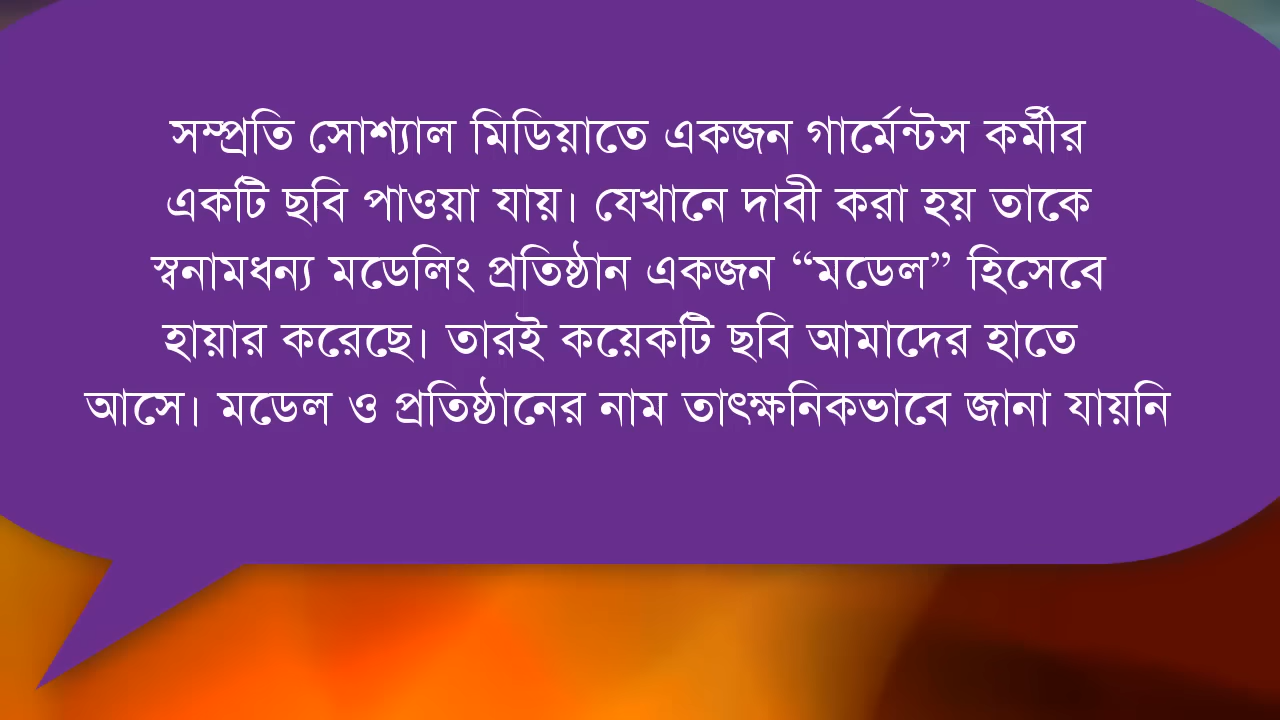 সম্প্রতি সোশ্যাল মিডিয়াতে একজন গার্মেন্টস কর্মীর
একটি ছবি পাওয়া যায়। যেখানে দাবী করা হয় তাকে
স্বনামধন্য মডেলিং প্রতিষ্ঠান একজন “মডেল” হিসেবে
হায়ার করেছে। তারই কয়েকটি ছবি আমাদের হাতে
আসে। মডেল ও প্রতিষ্ঠানের নাম তাৎক্ষনিকভাবে জানা যায়নি